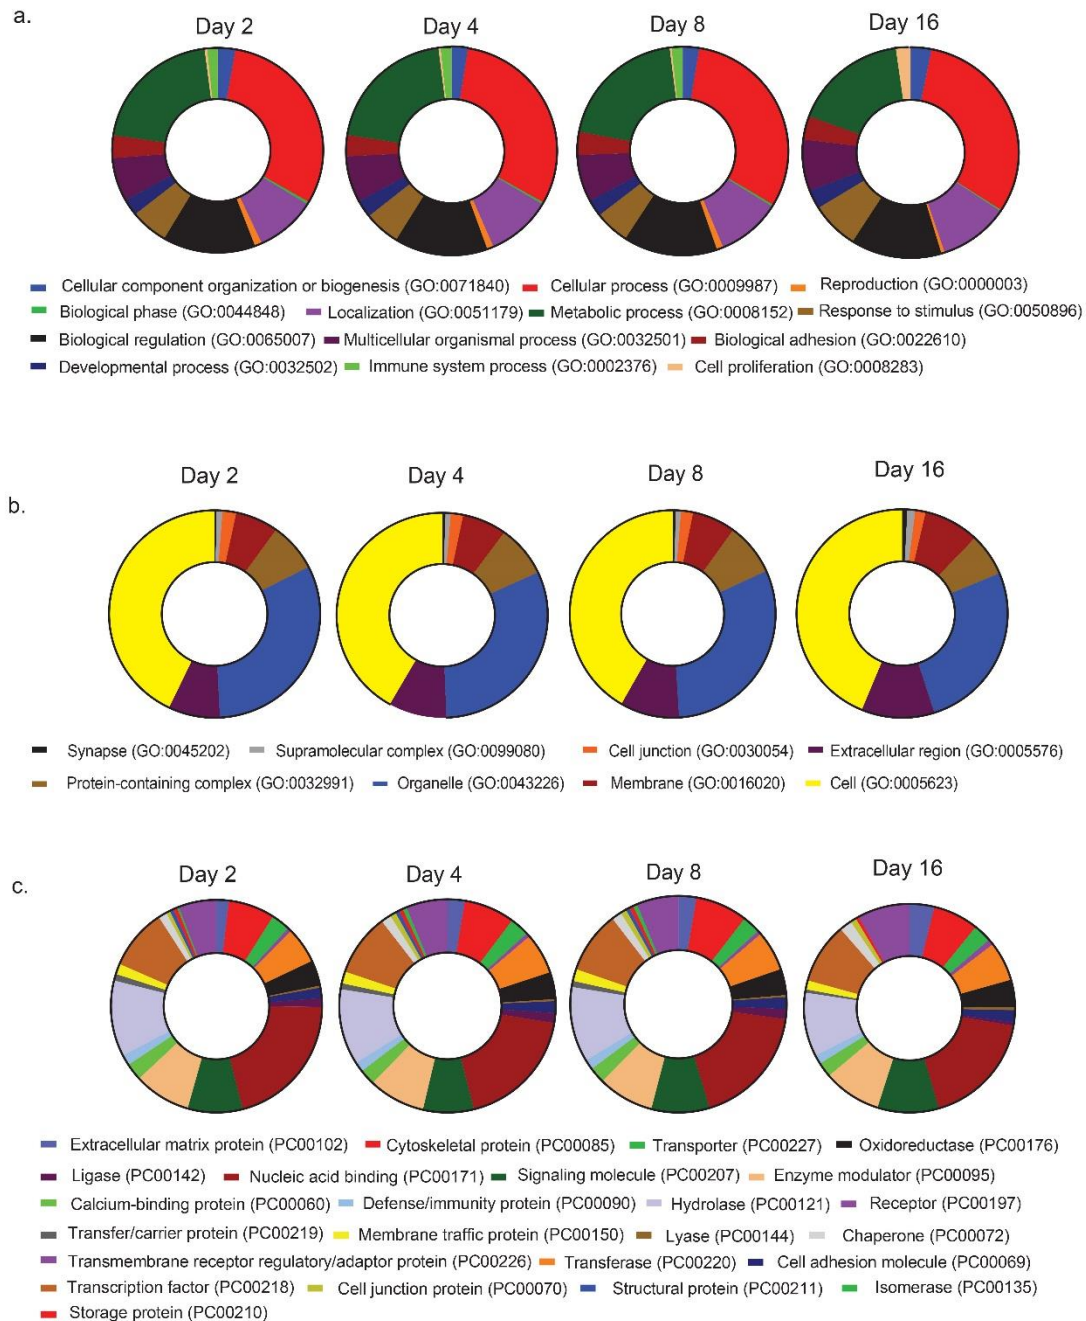 a.
Day 2 Day 4 Day 8 Day 16
Cellular component organization or biogenesis (GO:0071840) Cellular process (GO:0009987) Reproduction (GO:0000003)
Biological phase (GO:0044848) Localization (GO:0051179) Metabolic process (GO:0008152) Response to stimulus (GO:0050896)
Biological regulation (GO:0065007) Multicellular organismal process (GO:0032501) Biological adhesion (GO:0022610)
Developmental process (GO:0032502) Immune system process (GO:0002376) Cell proliferation (GO:0008283)
b.
Day 2 Day 4 Day 8 Day 16
Synapse (GO:0045202) Supramolecular complex (GO:0099080) Cell junction (GO:0030054) Extracellular region (GO:0005576)
Protein-containing complex (GO:0032991) Organelle (GO:0043226) Membrane (GO:0016020) Cell (GO:0005623)
c.
Day 2 Day 4 Day 8 Day 16
Extracellular matrix protein (PC00102) Cytoskeletal protein (PC00085) Transporter (PC00227) Oxidoreductase (PC00176)
Ligase (PC00142) Nucleic acid binding (PC00171) Signaling molecule (PC00207) Enzyme modulator (PC00095)
Calcium-binding protein (PC00060) Defense/immunity protein (PC00090) Hydrolase (PC00121) Receptor (PC00197)
Transfer/carrier protein (PC00219) Membrane traffic protein (PC00150) Lyase (PC00144) Chaperone (PC00072)
Transmembrane receptor regulatory/adaptor protein (PC00226) Transferase (PC00220) Cell adhesion molecule (PC00069)
Transcription factor (PC00218) Cell junction protein (PC00070) Structural protein (PC00211) Isomerase (PC00135)
Storage protein (PC00210)